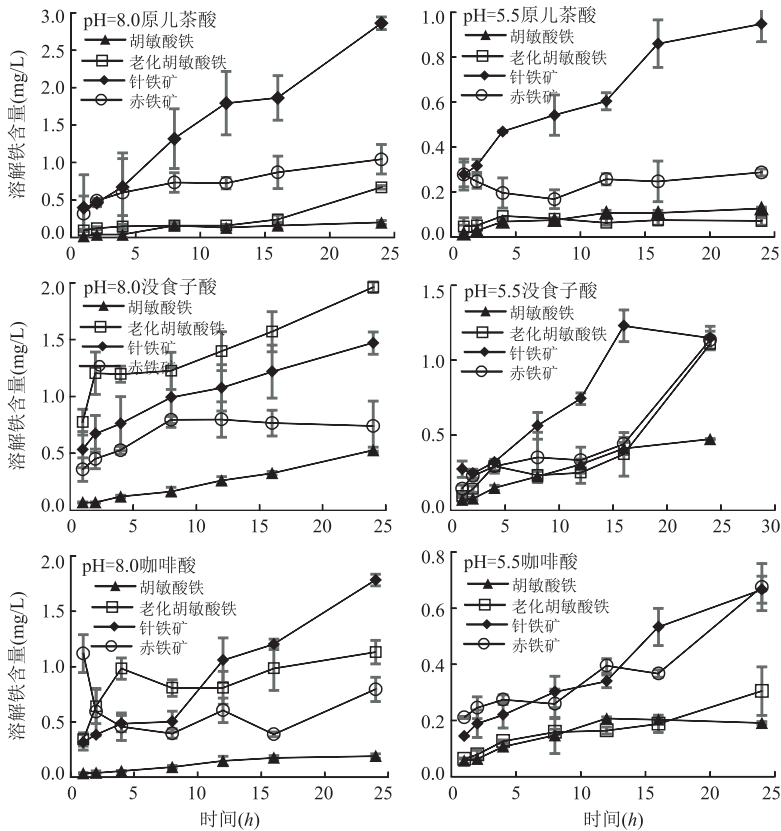 pH=8.0原儿茶酸
胡敏酸铁
老化胡敏酸铁
针铁矿
赤铁矿
溶解铁含量(mg/L)
3.0
2.5
2.0
1.5
1.0
0.5
0.0
0 5 10 15 20 25
pH=5.5原儿茶酸
胡敏酸铁
老化胡敏酸铁
针铁矿
赤铁矿
1.0
0.8
0.6
0.4
0.2
0.0
0 5 10 15 20 25
pH=8.0没食子酸
胡敏酸铁
老化胡敏酸铁
针铁矿
赤铁矿
溶解铁含量(mg/L)
2.0
1.5
1.0
0.5
0.0
0 5 10 15 20 25
pH=5.5没食子酸
胡敏酸铁
老化胡敏酸铁
针铁矿
赤铁矿
1.5
1.0
0.5
0.0
0 5 10 15 20 25 30
pH=8.0咖啡酸
胡敏酸铁
老化胡敏酸铁
针铁矿
赤铁矿
溶解铁含量(mg/L)
2.0
1.5
1.0
0.5
0.0
0 5 10 15 20 25
时间(h)
pH=5.5咖啡酸
胡敏酸铁
老化胡敏酸铁
针铁矿
赤铁矿
0.8
0.6
0.4
0.2
0.0
0 5 10 15 20 25
时间(h)